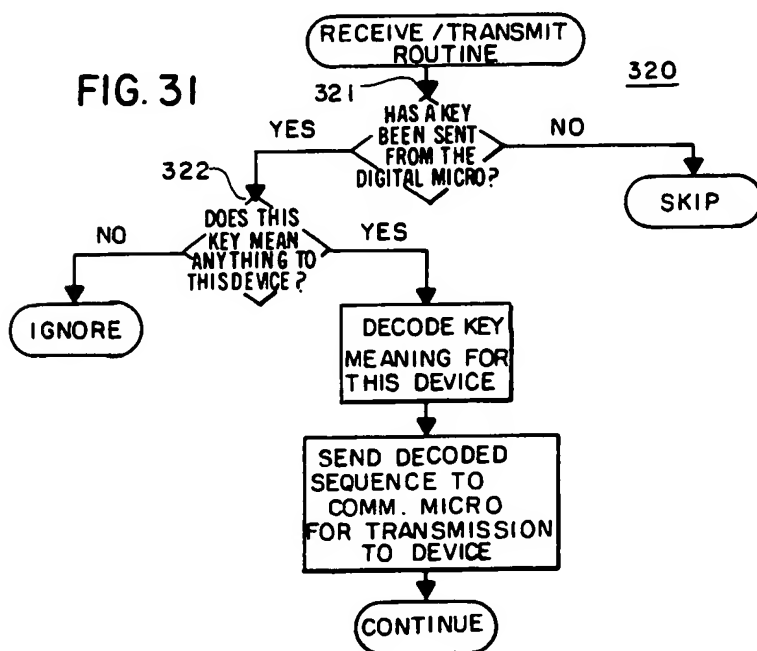 RECEIVE/TRANSMIT
ROUTINE
FIG. 31
321
320
HAS A KEY
BEEN SENT
FROM THE
DIGITAL MICRO?
YES
NO
SKIP
322
DOES THIS
KEY MEAN
ANYTHING TO
THIS DEVICE?
NO
YES
IGNORE
DECODE KEY
MEANING FOR
THIS DEVICE
SEND DECODED
SEQUENCE TO
COMM. MICRO
FOR TRANSMISSION
TO DEVICE
CONTINUE